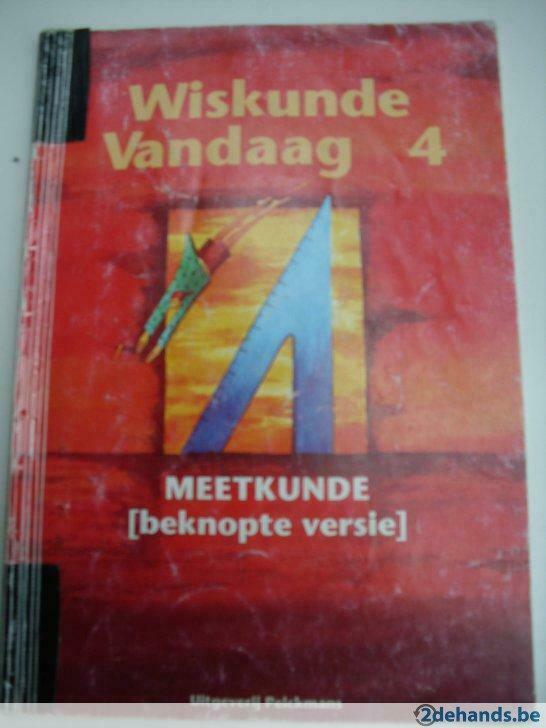 Wiskunde
Vandaag 4
MEETKUNDE
[beknopte versie]
Uitgeverij Pelckmans
2dehands.be